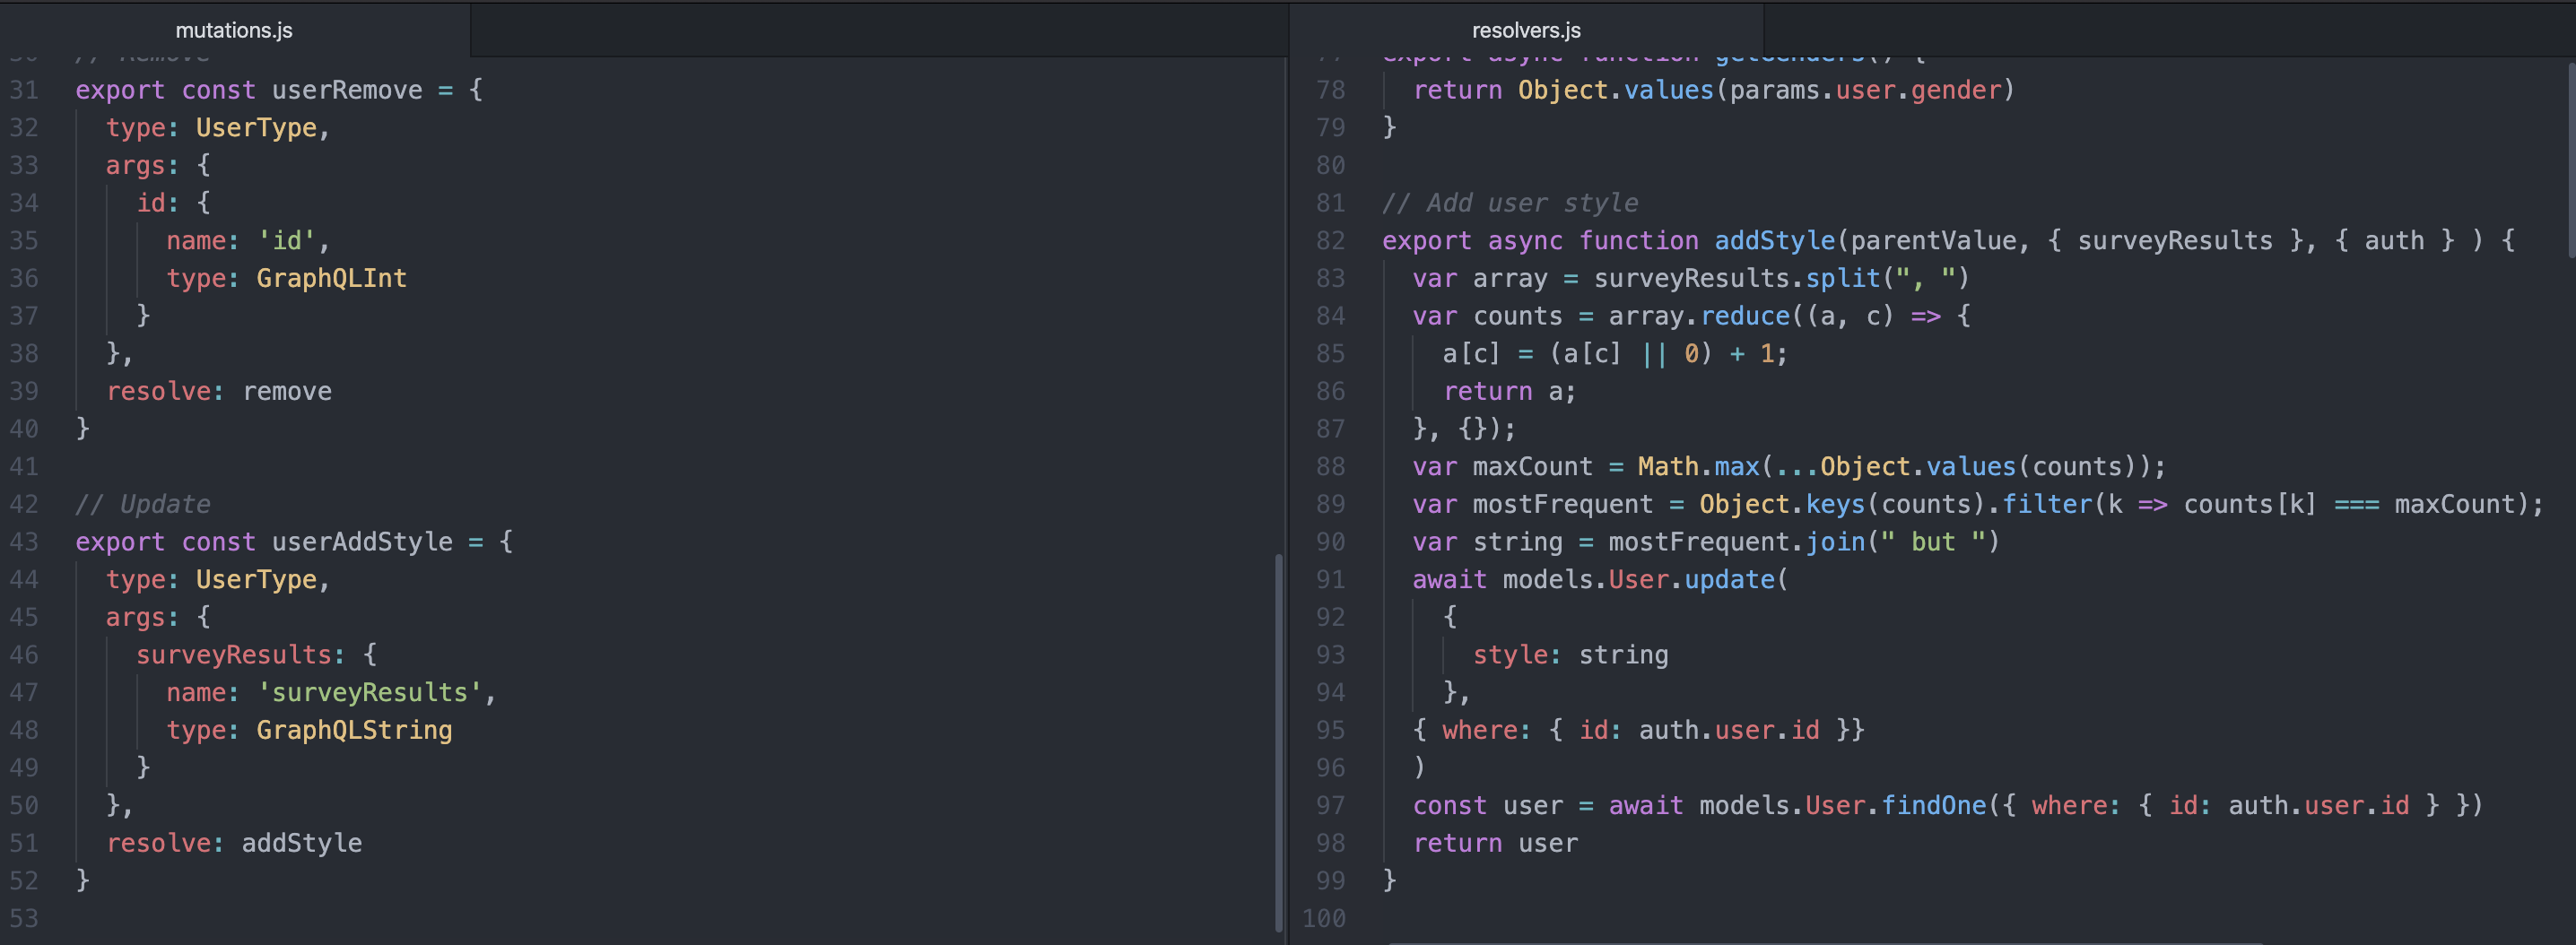 mutations.js
30 // Remove
31 export const userRemove = {
32 type: UserType,
33 args: {
34 id: {
35 name: 'id',
36 type: GraphQLInt
37 }
38 },
39 resolve: remove
40 }
41
42 // Update
43 export const userAddStyle = {
44 type: UserType,
45 args: {
46 surveyResults: {
47 name: 'surveyResults',
48 type: GraphQLString
49 }
50 },
51 resolve: addStyle
52 }
53
resolvers.js
77 export async function getGenders() {
78 return Object.values(params.user.gender)
79 }
80
81 // Add user style
82 export async function addStyle(parentValue, { surveyResults }, { auth } ) {
83 var array = surveyResults.split(", ")
84 var counts = array.reduce((a, c) => {
85 a[c] = (a[c] || 0) + 1;
86 return a;
87 }, {});
88 var maxCount = Math.max(...Object.values(counts));
89 var mostFrequent = Object.keys(counts).filter(k => counts[k] === maxCount);
90 var string = mostFrequent.join(" but ")
91 await models.User.update(
92 {
93 style: string
94 },
95 { where: { id: auth.user.id }}
96 )
97 const user = await models.User.findOne({ where: { id: auth.user.id } })
98 return user
99 }
100